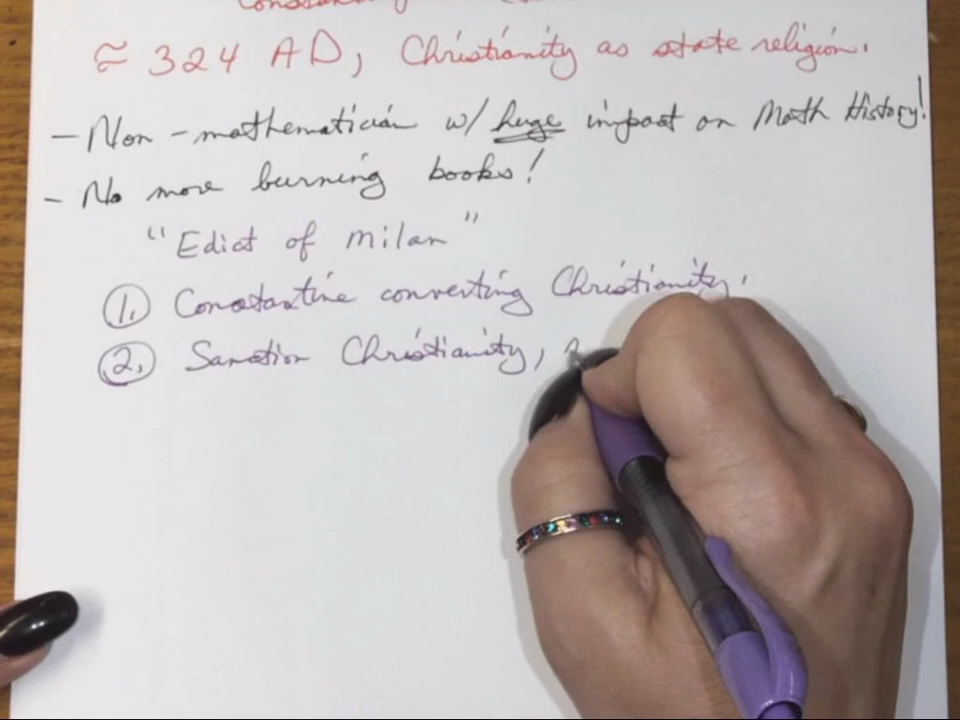 ≈ 324 AD, Christianity as state religion.
- Non-mathematician w/ huge impact on Math History!
- No more burning books!
"Edict of Milan"
1. Constantine converting Christianity.
2. Sanction Christianity,